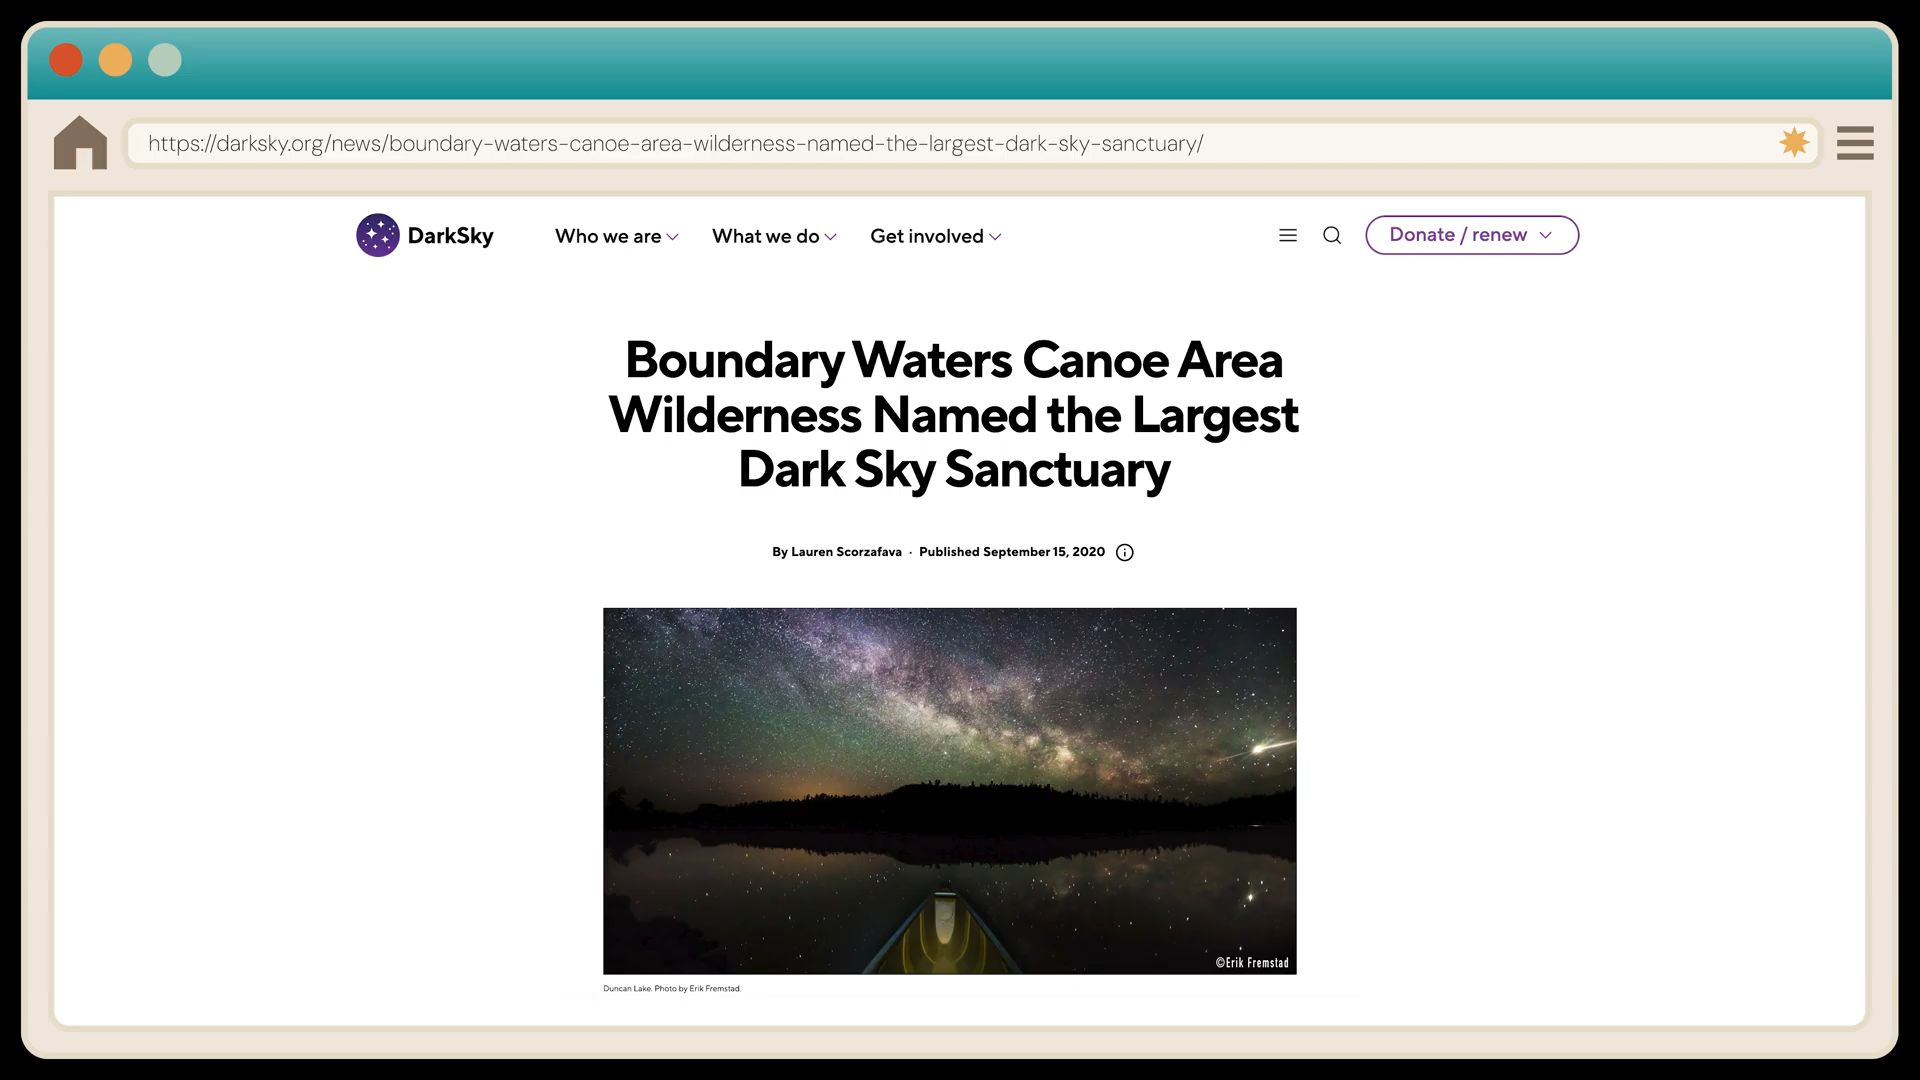 https://darksky.org/news/boundary-waters-canoe-area-wilderness-named-the-largest-dark-sky-sanctuary/
DarkSky Who we are What we do Get involved Donate / renew
Boundary Waters Canoe Area
Wilderness Named the Largest
Dark Sky Sanctuary
By Lauren Scorzafava · Published September 15, 2020
©Erik Fremstad
Duncan Lake. Photo by Erik Fremstad.